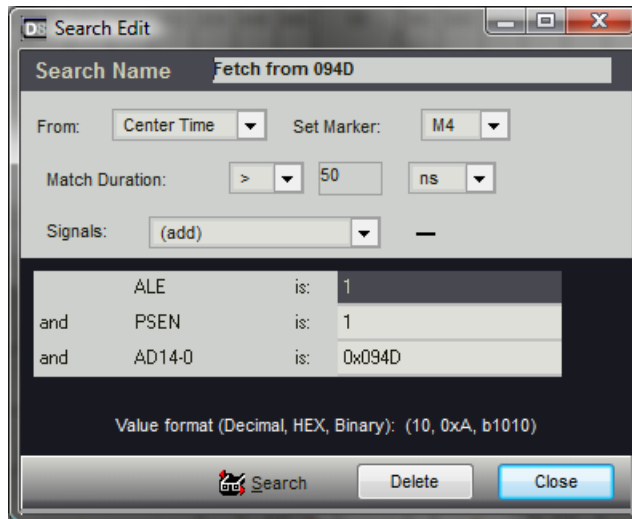 DS Search Edit
Search Name Fetch from 094D
From: Center Time Set Marker: M4
Match Duration: > 50 ns
Signals: (add)
ALE is: 1
and PSEN is: 1
and AD14-0 is: 0x094D
Value format (Decimal, HEX, Binary): (10, 0xA, b1010)
Search Delete Close